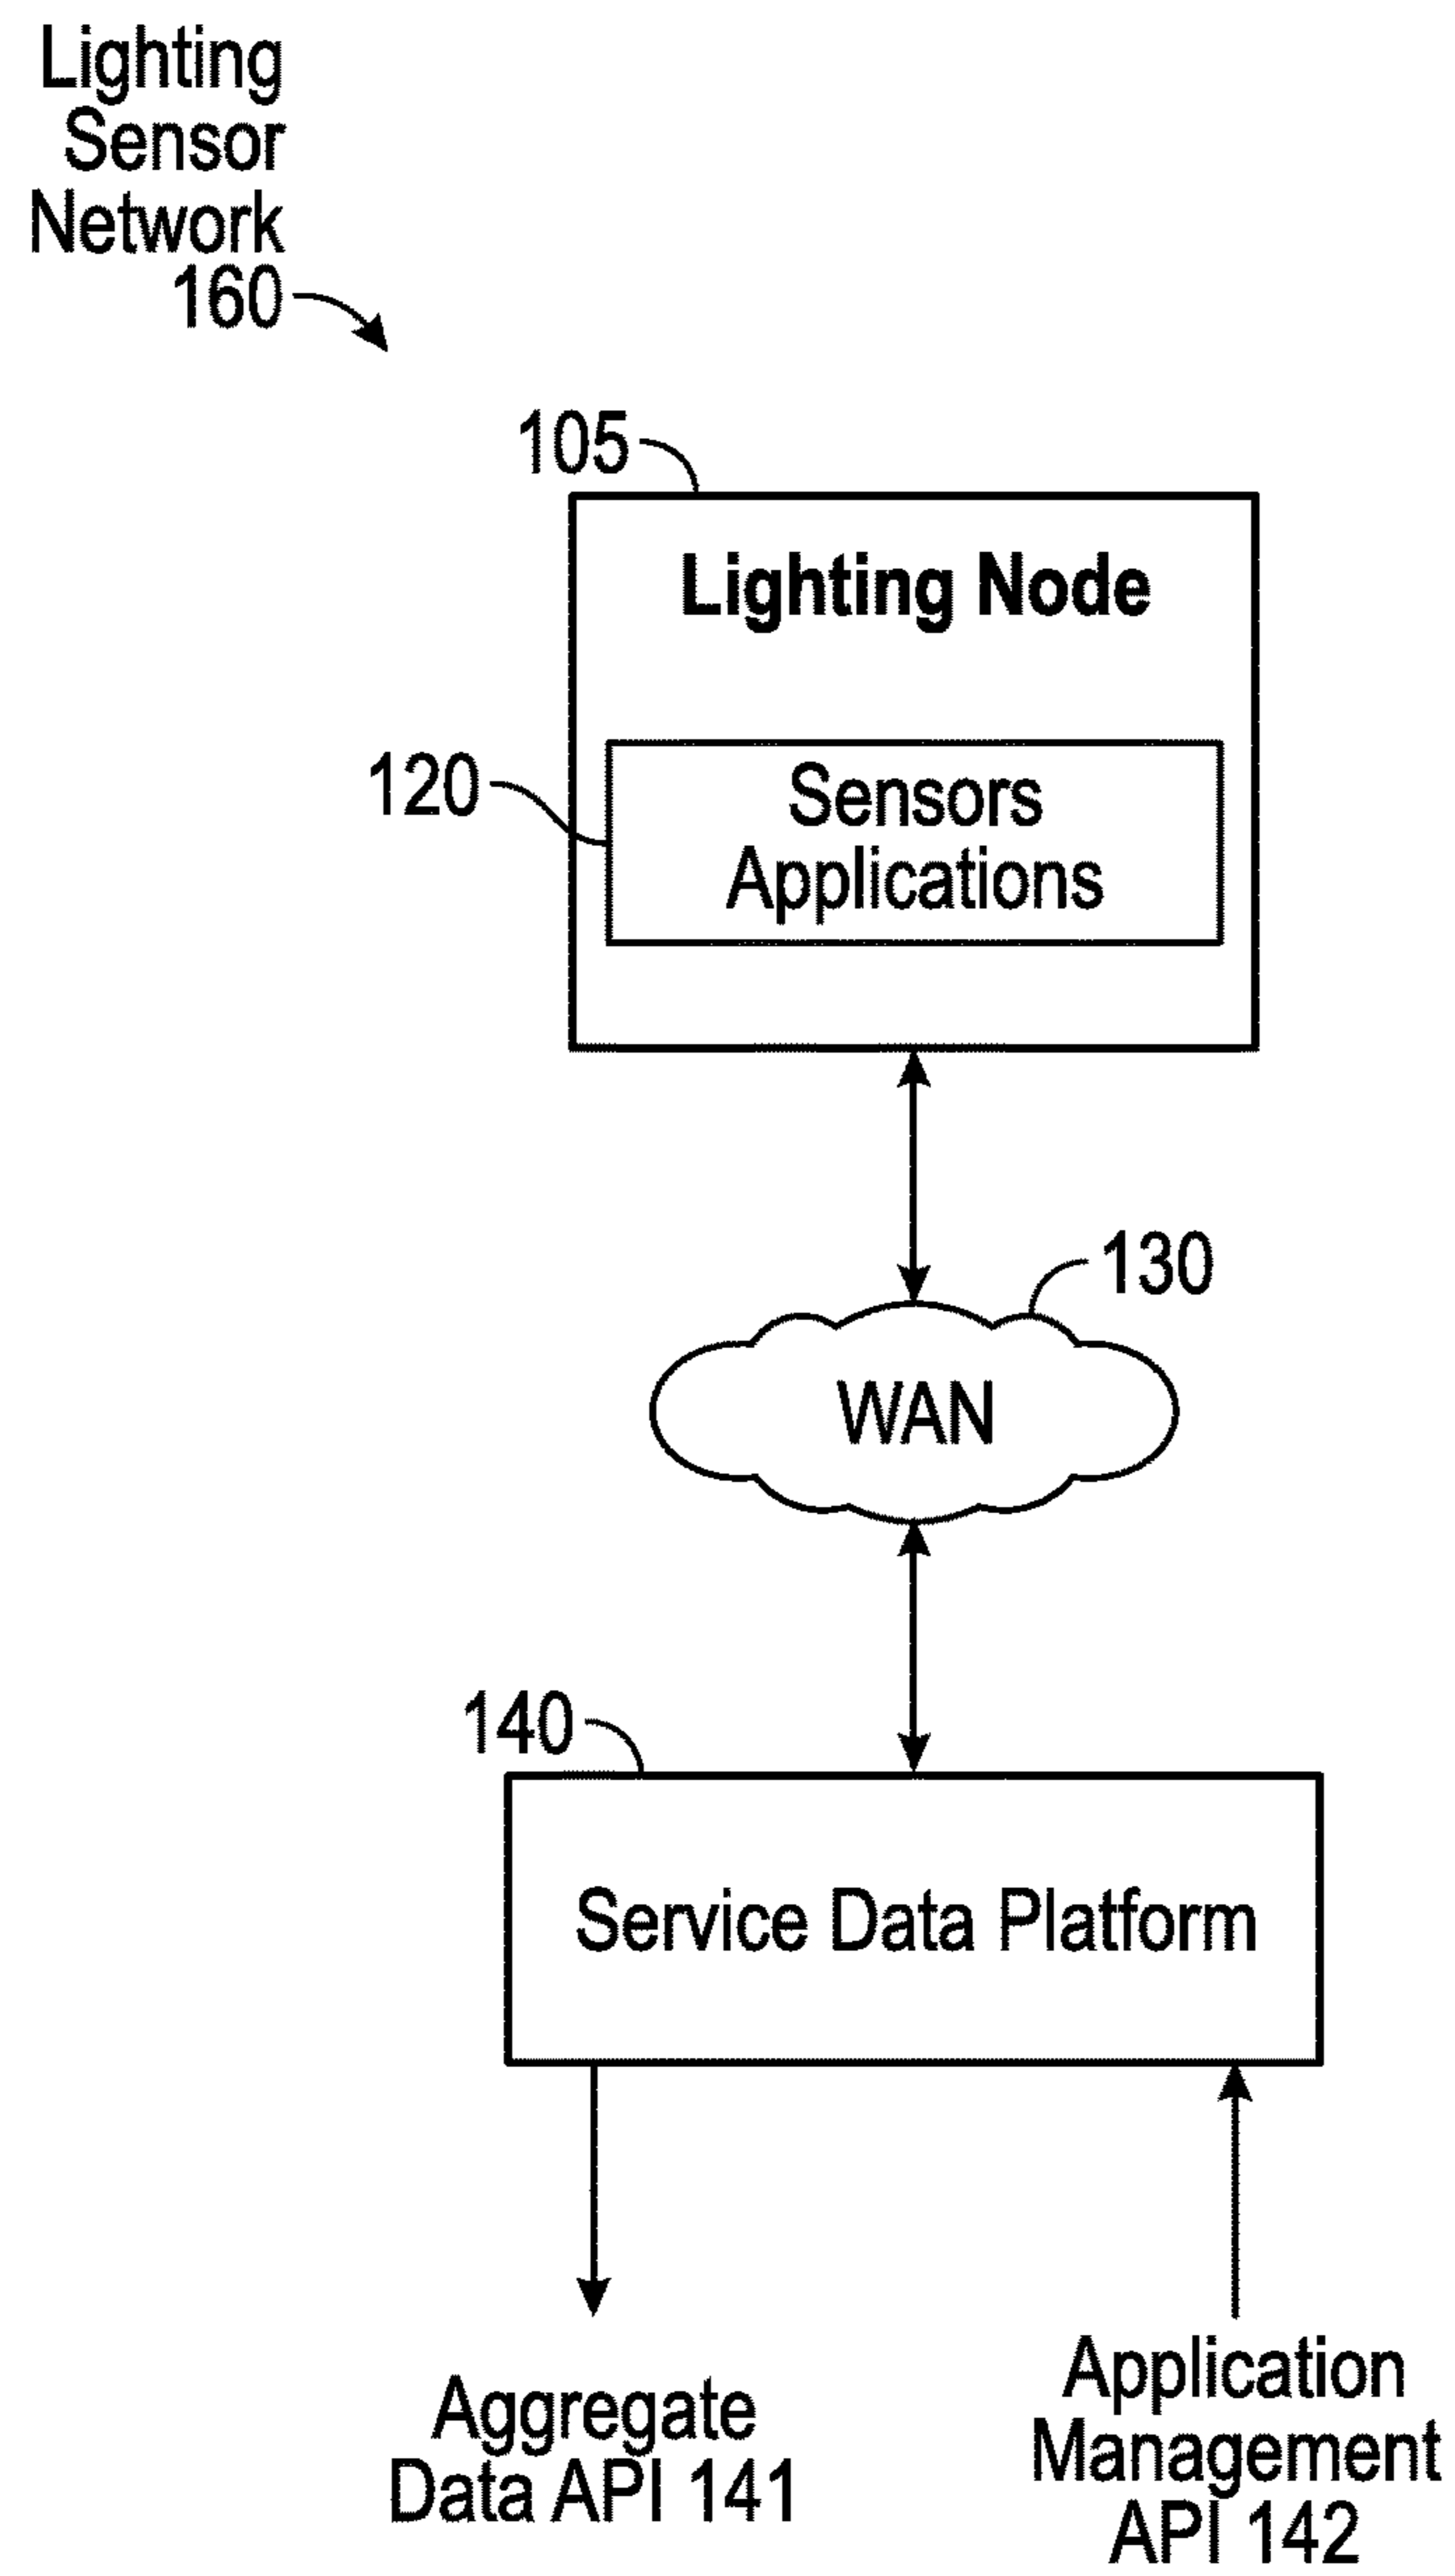 Lighting
Sensor
Network
160
105
Lighting Node
120
Sensors
Applications
130
WAN
140
Service Data Platform
Aggregate
Data API 141
Application
Management
API 142